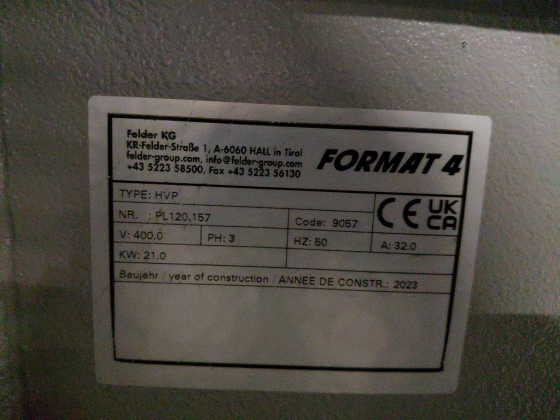 Felder KG
KR-Felder-Straße 1, A-6060 HALL in Tirol
felder-group.com, info@felder-group.com
+43 5223 58500, Fax +43 5223 56130
FORMAT 4
TYPE: HVP
NR. : PL120,157
Code: 9057
CE UK CA
V: 400.0
PH: 3
HZ: 50
A: 32.0
KW: 21.0
Baujahr / year of construction / ANNEE DE CONSTR.: 2023